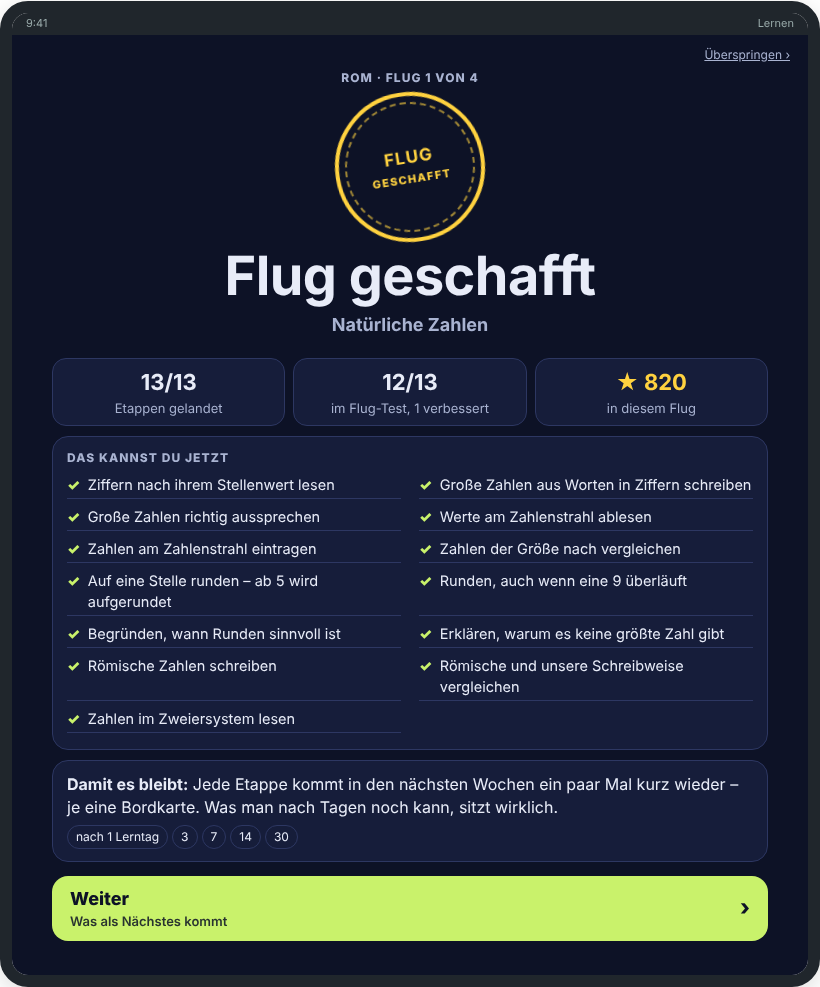 9:41
Lernen
Überspringen ›
ROM · FLUG 1 VON 4
FLUG
GESCHAFFT
Flug geschafft
Natürliche Zahlen
13/13
Etappen gelandet
12/13
im Flug-Test, 1 verbessert
★ 820
in diesem Flug
DAS KANNST DU JETZT
✔ Ziffern nach ihrem Stellenwert lesen
✔ Große Zahlen aus Worten in Ziffern schreiben
✔ Große Zahlen richtig aussprechen
✔ Werte am Zahlenstrahl ablesen
✔ Zahlen am Zahlenstrahl eintragen
✔ Zahlen der Größe nach vergleichen
✔ Auf eine Stelle runden – ab 5 wird
aufgerundet
✔ Runden, auch wenn eine 9 überläuft
✔ Begründen, wann Runden sinnvoll ist
✔ Erklären, warum es keine größte Zahl gibt
✔ Römische Zahlen schreiben
✔ Römische und unsere Schreibweise
vergleichen
✔ Zahlen im Zweiersystem lesen
Damit es bleibt: Jede Etappe kommt in den nächsten Wochen ein paar Mal kurz wieder –
je eine Bordkarte. Was man nach Tagen noch kann, sitzt wirklich.
nach 1 Lerntag
3
7
14
30
Weiter
Was als Nächstes kommt
›